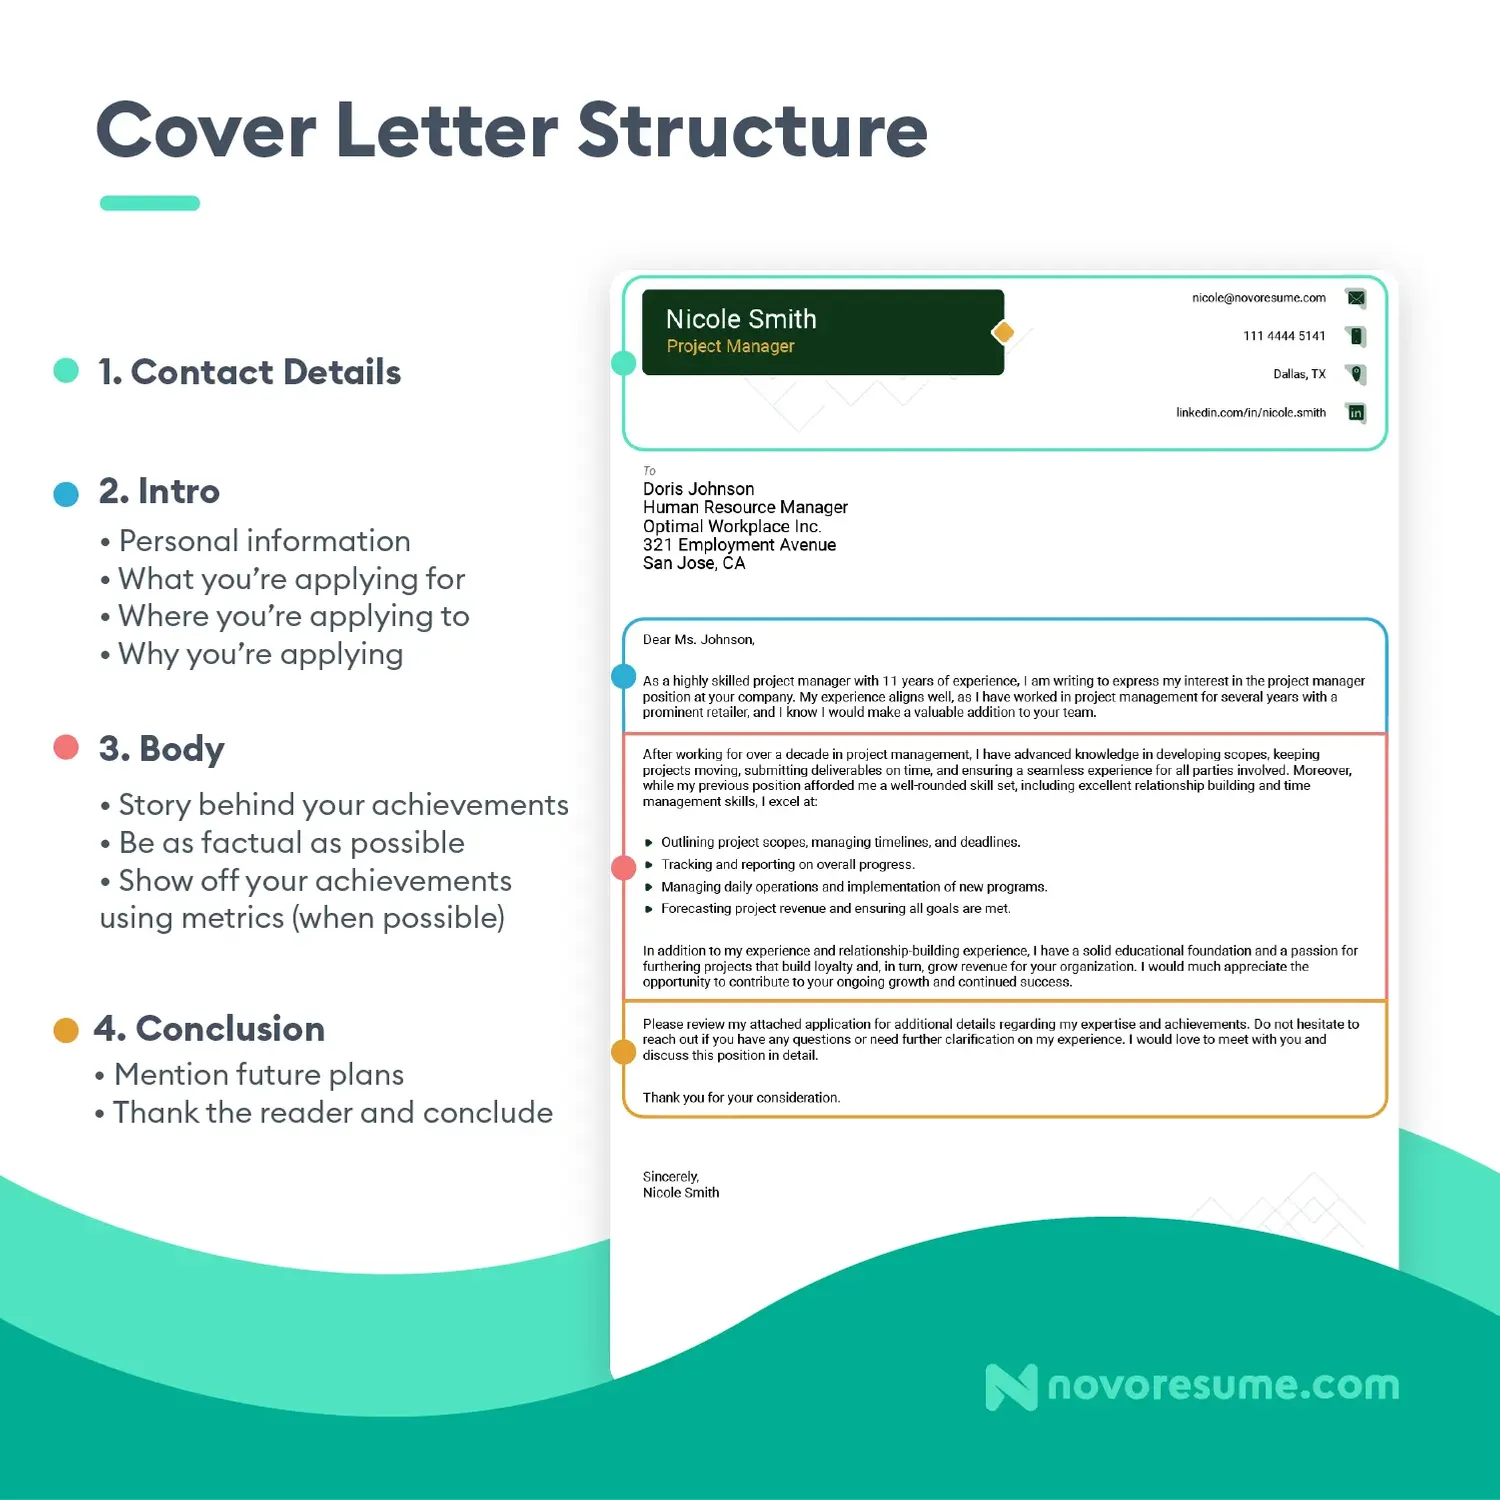 Cover Letter Structure
1. Contact Details
2. Intro
• Personal information
• What you're applying for
• Where you're applying to
• Why you're applying
3. Body
• Story behind your achievements
• Be as factual as possible
• Show off your achievements
using metrics (when possible)
4. Conclusion
• Mention future plans
• Thank the reader and conclude
Nicole Smith
Project Manager
nicole@novoresume.com
111 4444 5141
Dallas, TX
linkedin.com/in/nicole.smith
in
To
Doris Johnson
Human Resource Manager
Optimal Workplace Inc.
321 Employment Avenue
San Jose, CA
Dear Ms. Johnson,
As a highly skilled project manager with 11 years of experience, I am writing to express my interest in the project manager
position at your company. My experience aligns well, as I have worked in project management for several years with a
prominent retailer, and I know I would make a valuable addition to your team.
After working for over a decade in project management, I have advanced knowledge in developing scopes, keeping
projects moving, submitting deliverables on time, and ensuring a seamless experience for all parties involved. Moreover,
while my previous position afforded me a well-rounded skill set, including excellent relationship building and time
management skills, I excel at:
Outlining project scopes, managing timelines, and deadlines.
Tracking and reporting on overall progress.
Managing daily operations and implementation of new programs.
Forecasting project revenue and ensuring all goals are met.
In addition to my experience and relationship-building experience, I have a solid educational foundation and a passion for
furthering projects that build loyalty and, in turn, grow revenue for your organization. I would much appreciate the
opportunity to contribute to your ongoing growth and continued success.
Please review my attached application for additional details regarding my expertise and achievements. Do not hesitate to
reach out if you have any questions or need further clarification on my experience. I would love to meet with you and
discuss this position in detail.
Thank you for your consideration.
Sincerely,
Nicole Smith
novoresume.com